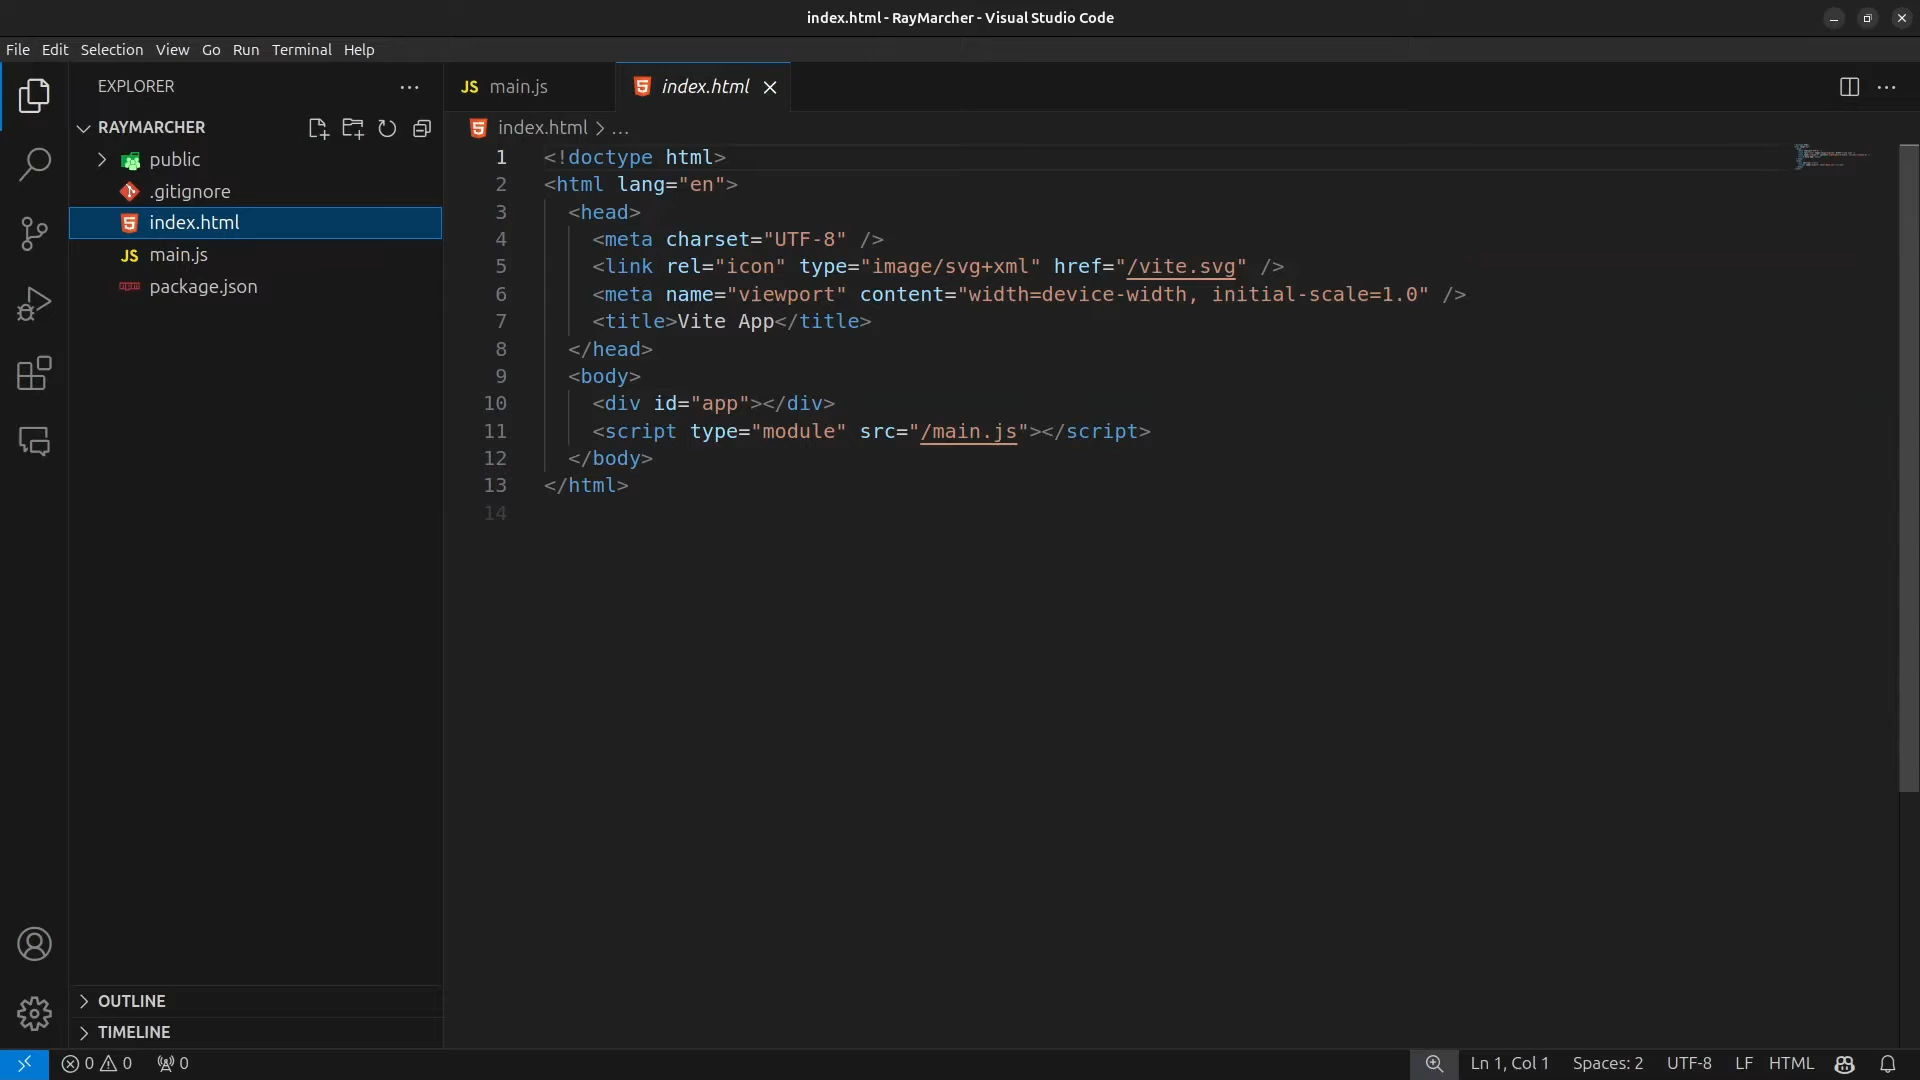 index.html - RayMarcher - Visual Studio Code
File Edit Selection View Go Run Terminal Help
EXPLORER
RAYMARCHER
public
.gitignore
index.html
JS main.js
package.json
OUTLINE
TIMELINE
JS main.js
index.html
index.html > ...
1 <!doctype html>
2 <html lang="en">
3 <head>
4 <meta charset="UTF-8" />
5 <link rel="icon" type="image/svg+xml" href="/vite.svg" />
6 <meta name="viewport" content="width=device-width, initial-scale=1.0" />
7 <title>Vite App</title>
8 </head>
9 <body>
10 <div id="app"></div>
11 <script type="module" src="/main.js"></script>
12 </body>
13 </html>
14
0 0 0 Ln 1, Col 1 Spaces: 2 UTF-8 LF HTML